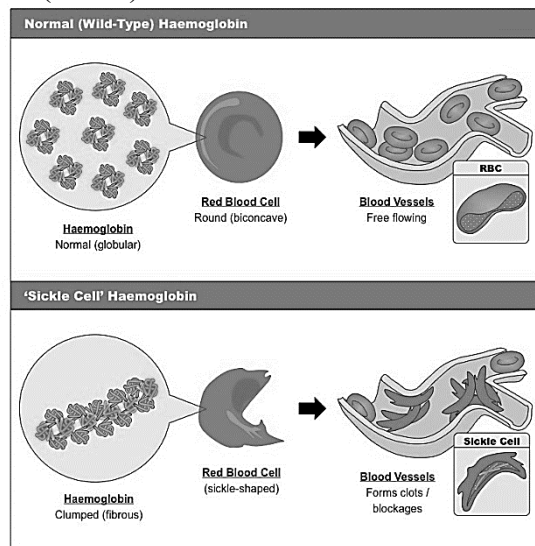 Normal (Wild-Type) Haemoglobin
Haemoglobin
Normal (globular)
Red Blood Cell
Round (biconcave)
Blood Vessels
Free flowing
RBC
‘Sickle Cell’ Haemoglobin
Haemoglobin
Clumped (fibrous)
Red Blood Cell
(sickle-shaped)
Blood Vessels
Forms clots /
blockages
Sickle Cell